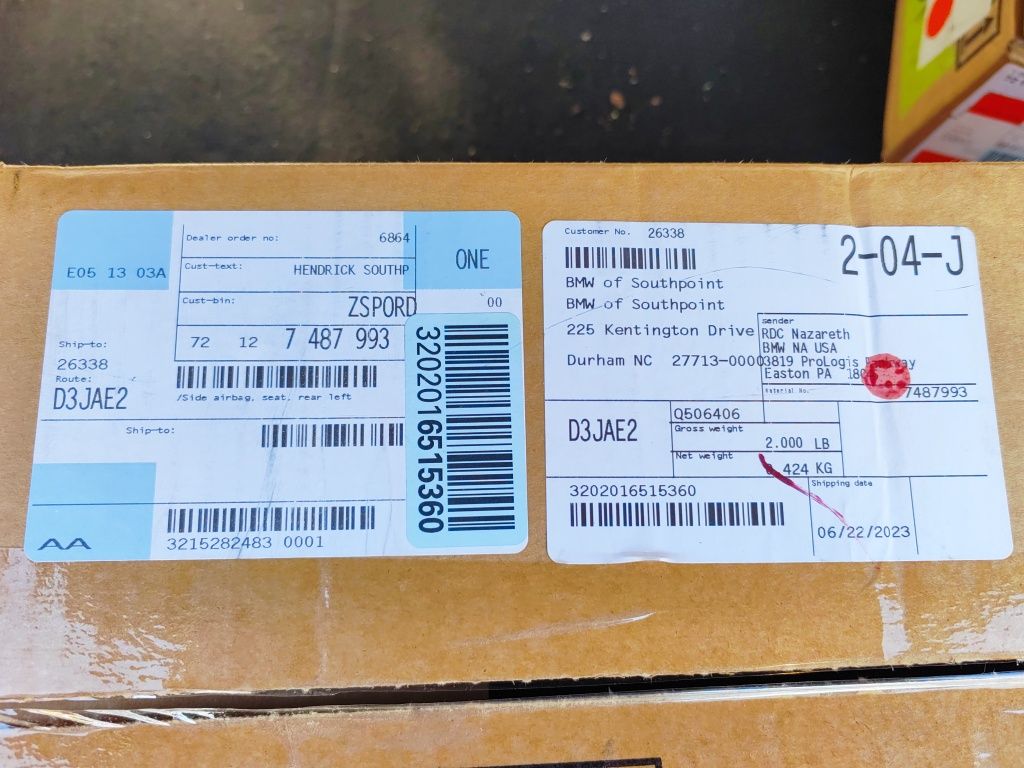 E05 13 03A
Dealer order no: 6864
Cust-text: HENDRICK SOUTHP
ONE
Cust-bin: ZSPORD
00
72 12 7 487 993
Ship-to:
26338
Route:
D3JAE2
/Side airbag, seat, rear left
Ship-to:
AA
3215282483 0001
3202016515360
Customer No. 26338
2-04-J
BMW of Southpoint
BMW of Southpoint
225 Kentington Drive
Durham NC 27713-0000
sender
RDC Nazareth
BMW NA USA
3819 ProLogis
Easton PA
Material No.
7487993
D3JAE2
Q506406
Gross weight
2.000 LB
Net weight
424 KG
3202016515360
Shipping date
06/22/2023